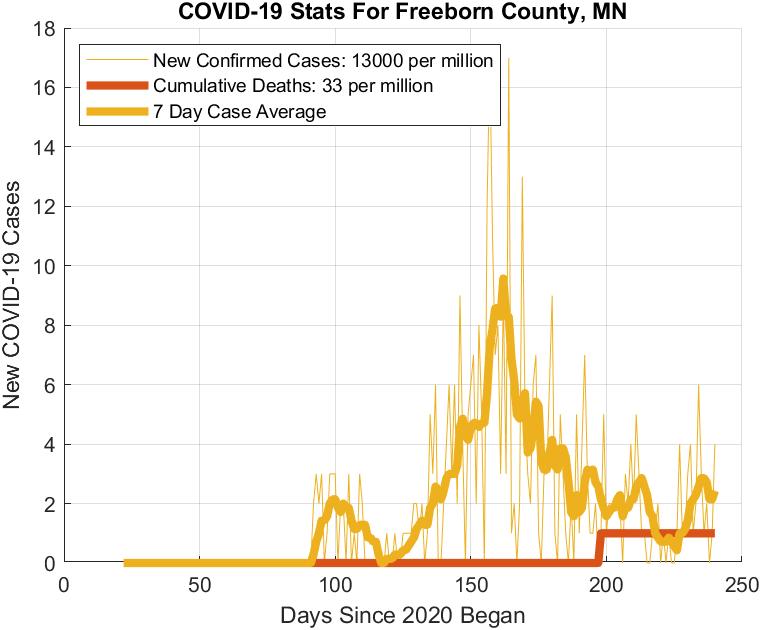 COVID-19 Stats For Freeborn County, MN
18
16
14
12
10
8
6
4
2
0
New COVID-19 Cases
New Confirmed Cases: 13000 per million
Cumulative Deaths: 33 per million
7 Day Case Average
0 50 100 150 200 250
Days Since 2020 Began